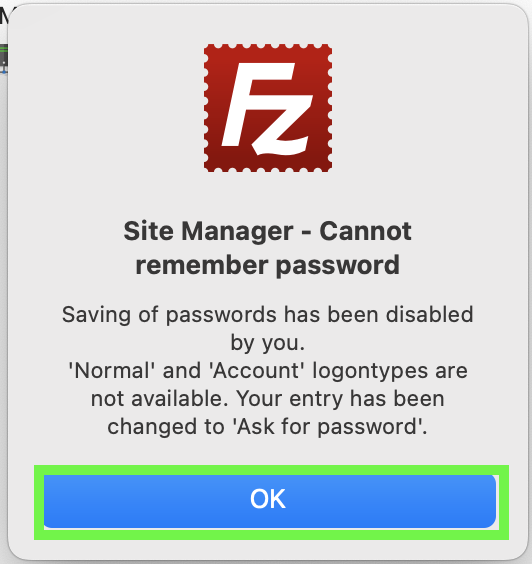 M
Fz
Site Manager - Cannot
remember password
Saving of passwords has been disabled
by you.
'Normal' and 'Account' logontypes are
not available. Your entry has been
changed to 'Ask for password'.
OK